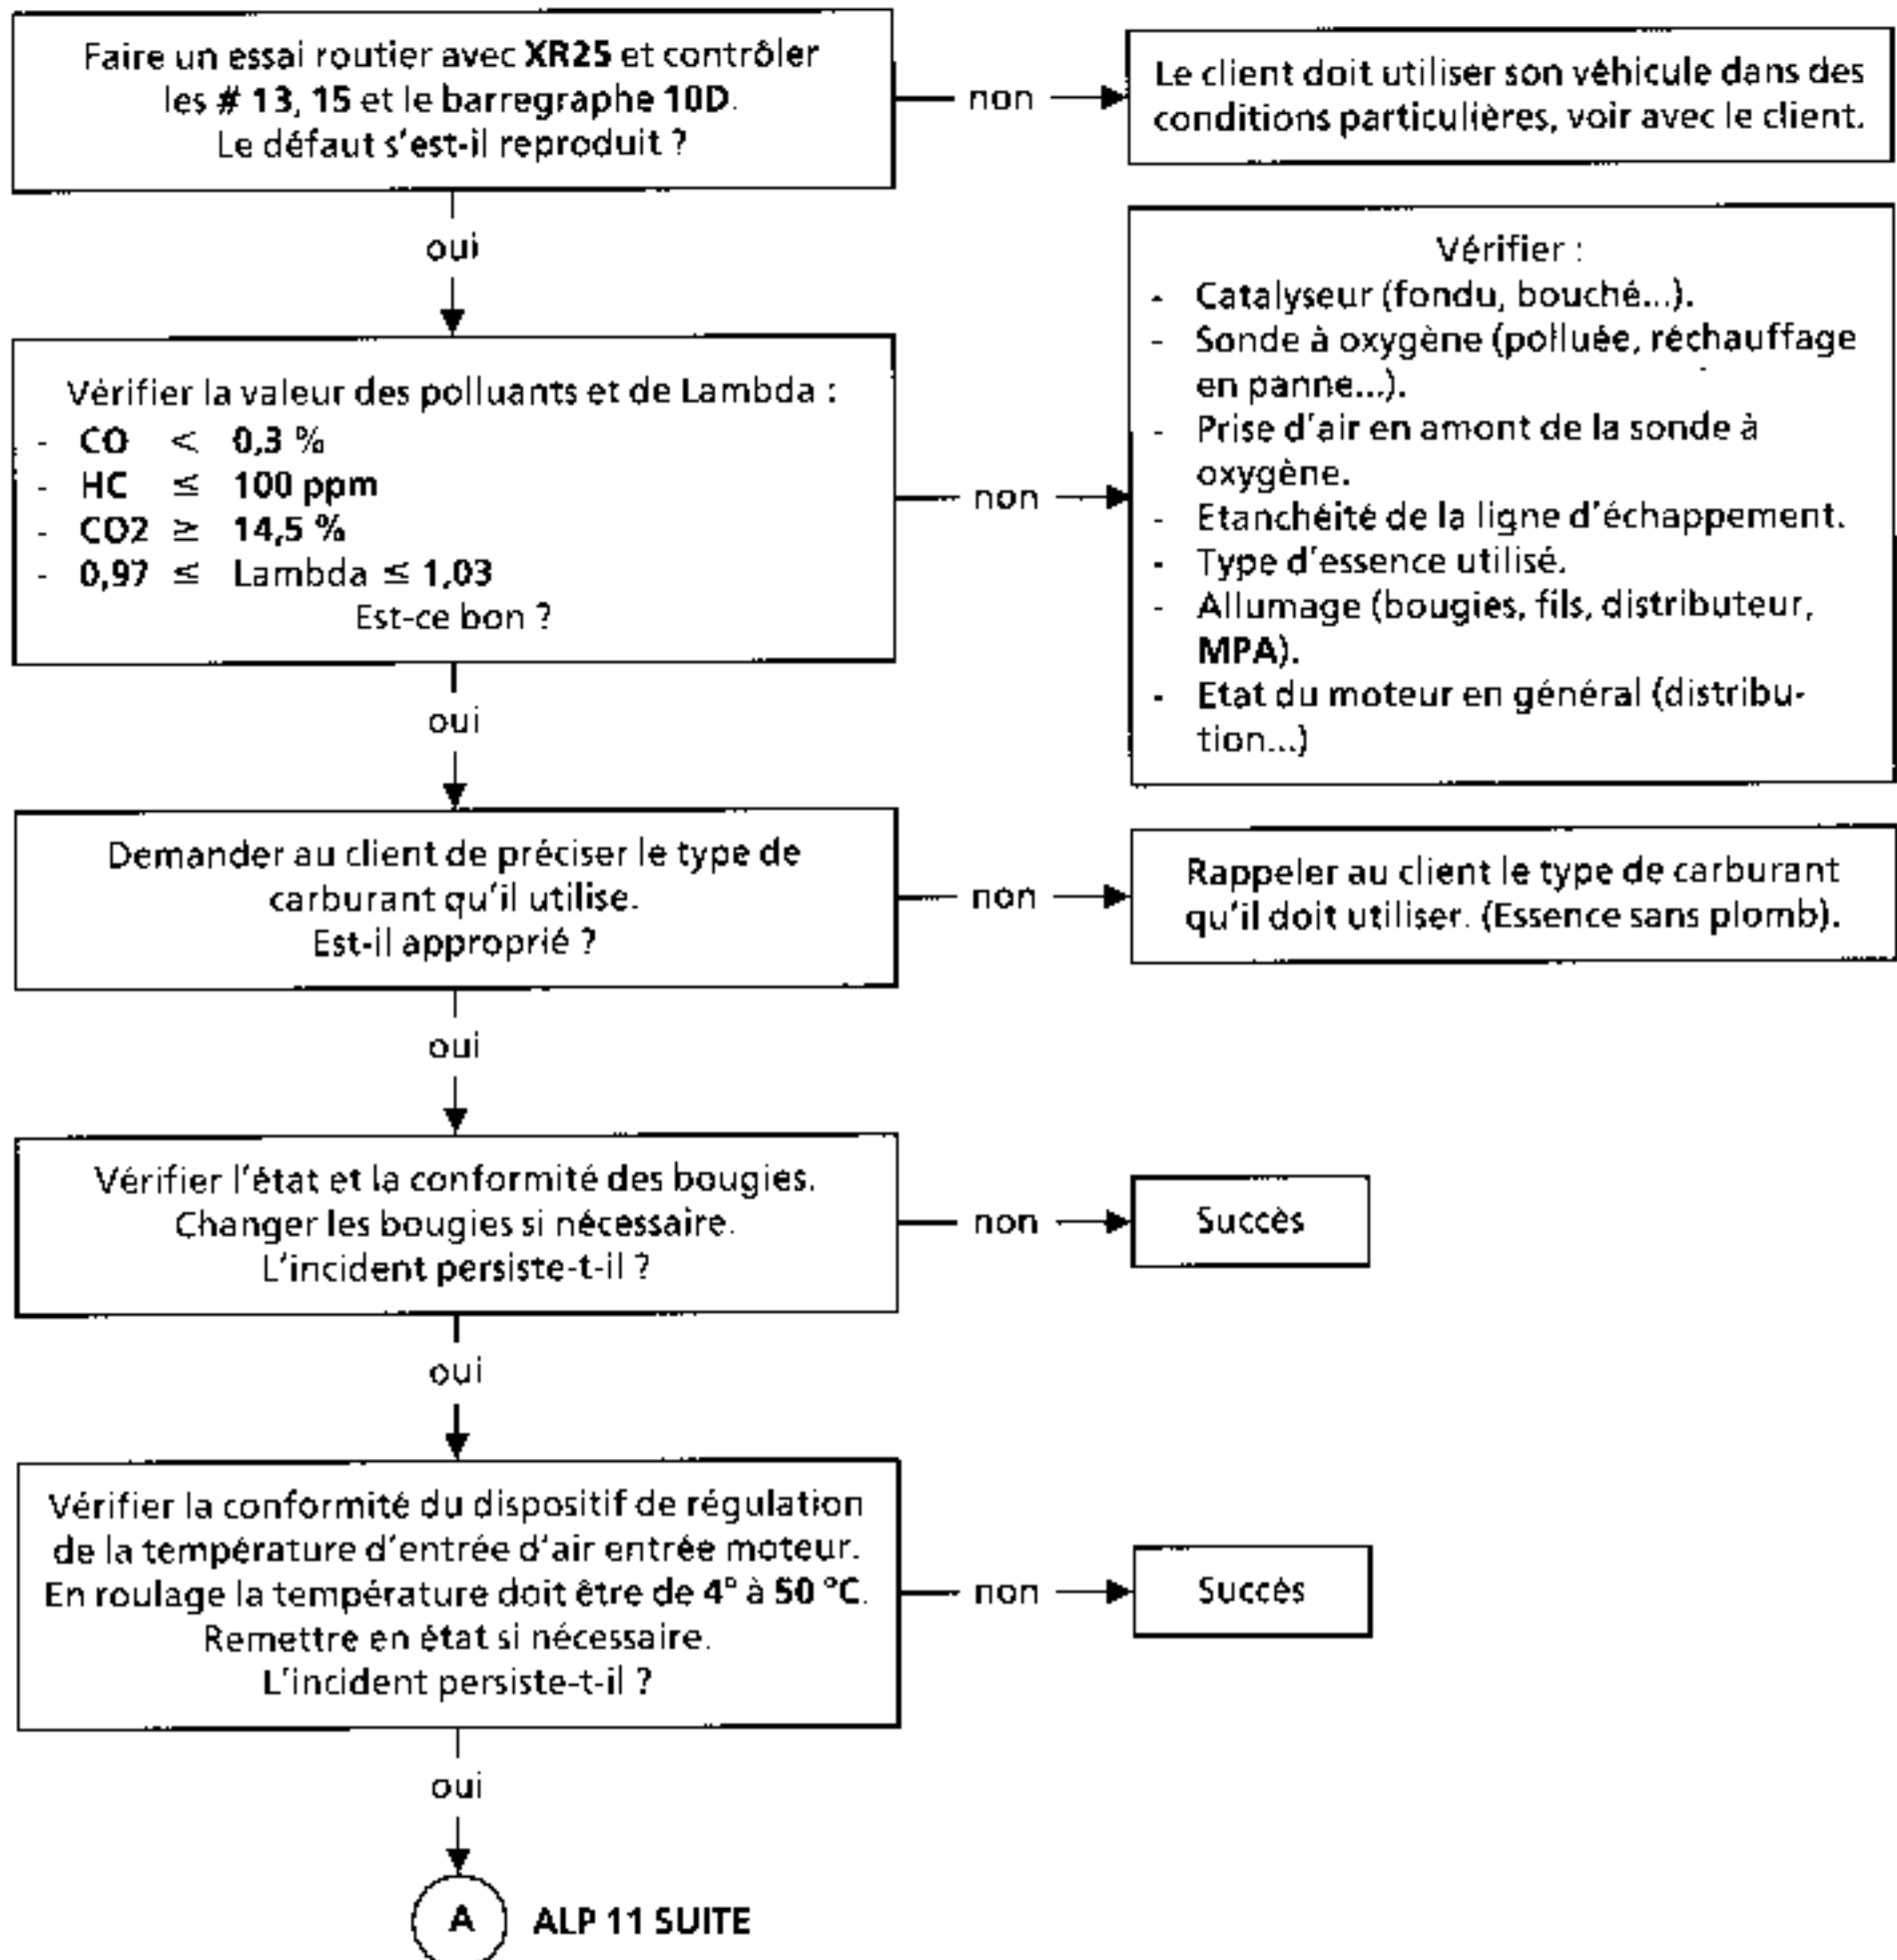 Faire un essai routier avec XR25 et contrôler
les # 13, 15 et le barregraphe 10D.
Le défaut s'est-il reproduit ?
non
Le client doit utiliser son véhicule dans des
conditions particulières, voir avec le client.
oui
Vérifier la valeur des polluants et de Lambda :
- CO < 0,3 %
- HC ≤ 100 ppm
- CO2 ≥ 14,5 %
- 0,97 ≤ Lambda ≤ 1,03
Est-ce bon ?
non
Vérifier :
- Catalyseur (fondu, bouché...).
- Sonde à oxygène (polluée, réchauffage
en panne...).
- Prise d'air en amont de la sonde à
oxygène.
- Etanchéité de la ligne d'échappement.
- Type d'essence utilisé.
- Allumage (bougies, fils, distributeur,
MPA).
- Etat du moteur en général (distribu-
tion...)
oui
Demander au client de préciser le type de
carburant qu'il utilise.
Est-il approprié ?
non
Rappeler au client le type de carburant
qu'il doit utiliser. (Essence sans plomb).
oui
Vérifier l'état et la conformité des bougies.
Changer les bougies si nécessaire.
L'incident persiste-t-il ?
non
Succès
oui
Vérifier la conformité du dispositif de régulation
de la température d'entrée d'air entrée moteur.
En roulage la température doit être de 4° à 50 °C.
Remettre en état si nécessaire.
L'incident persiste-t-il ?
non
Succès
oui
A ALP 11 SUITE